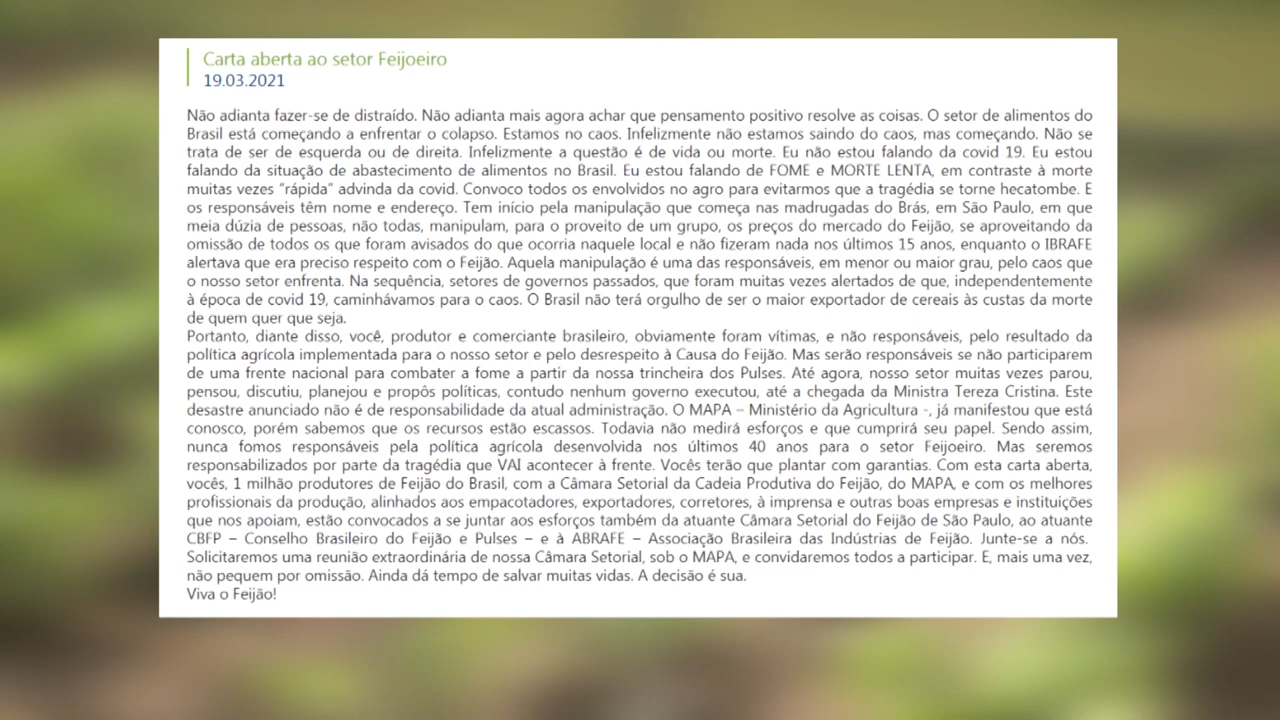 Carta aberta ao setor Feijoeiro
19.03.2021
Não adianta fazer-se de distraído. Não adianta mais agora achar que pensamento positivo resolve as coisas. O setor de alimentos do
Brasil está começando a enfrentar o colapso. Estamos no caos. Infelizmente não estamos saindo do caos, mas começando. Não se
trata de ser de esquerda ou de direita. Infelizmente a questão é de vida ou morte. Eu não estou falando da covid 19. Eu estou
falando da situação de abastecimento de alimentos no Brasil. Eu estou falando de FOME e MORTE LENTA, em contraste à morte
muitas vezes "rápida" advinda da covid. Convoco todos os envolvidos no agro para evitarmos que a tragédia se torne hecatombe. E
os responsáveis têm nome e endereço. Tem início pela manipulação que começa nas madrugadas do Brás, em São Paulo, em que
meia dúzia de pessoas, não todas, manipulam, para o proveito de um grupo, os preços do mercado do Feijão, se aproveitando da
omissão de todos os que foram avisados do que ocorria naquele local e não fizeram nada nos últimos 15 anos, enquanto o IBRAFE
alertava que era preciso respeito com o Feijão. Aquela manipulação é uma das responsáveis, em menor ou maior grau, pelo caos que
o nosso setor enfrenta. Na sequência, setores de governos passados, que foram muitas vezes alertados de que, independentemente
à época de covid 19, caminhávamos para o caos. O Brasil não terá orgulho de ser o maior exportador de cereais às custas da morte
de quem quer que seja.
Portanto, diante disso, você, produtor e comerciante brasileiro, obviamente foram vítimas, e não responsáveis, pelo resultado da
política agrícola implementada para o nosso setor e pelo desrespeito à Causa do Feijão. Mas serão responsáveis se não participarem
de uma frente nacional para combater a fome a partir da nossa trincheira dos Pulses. Até agora, nosso setor muitas vezes parou,
pensou, discutiu, planejou e propôs políticas, contudo nenhum governo executou, até a chegada da Ministra Tereza Cristina. Este
desastre anunciado não é de responsabilidade da atual administração. O MAPA – Ministério da Agricultura -, já manifestou que está
conosco, porém sabemos que os recursos estão escassos. Todavia não medirá esforços e que cumprirá seu papel. Sendo assim,
nunca fomos responsáveis pela política agrícola desenvolvida nos últimos 40 anos para o setor Feijoeiro. Mas seremos
responsabilizados por parte da tragédia que VAI acontecer à frente. Vocês terão que plantar com garantias. Com esta carta aberta,
vocês, 1 milhão produtores de Feijão do Brasil, com a Câmara Setorial da Cadeia Produtiva do Feijão, do MAPA, e com os melhores
profissionais da produção, alinhados aos empacotadores, exportadores, corretores, à imprensa e outras boas empresas e instituições
que nos apoiam, estão convocados a se juntar aos esforços também da atuante Câmara Setorial do Feijão de São Paulo, ao atuante
CBFP – Conselho Brasileiro do Feijão e Pulses – e à ABRAFE – Associação Brasileira das Indústrias de Feijão. Junte-se a nós.
Solicitaremos uma reunião extraordinária de nossa Câmara Setorial, sob o MAPA, e convidaremos todos a participar. E, mais uma vez,
não pequem por omissão. Ainda dá tempo de salvar muitas vidas. A decisão é sua.
Viva o Feijão!